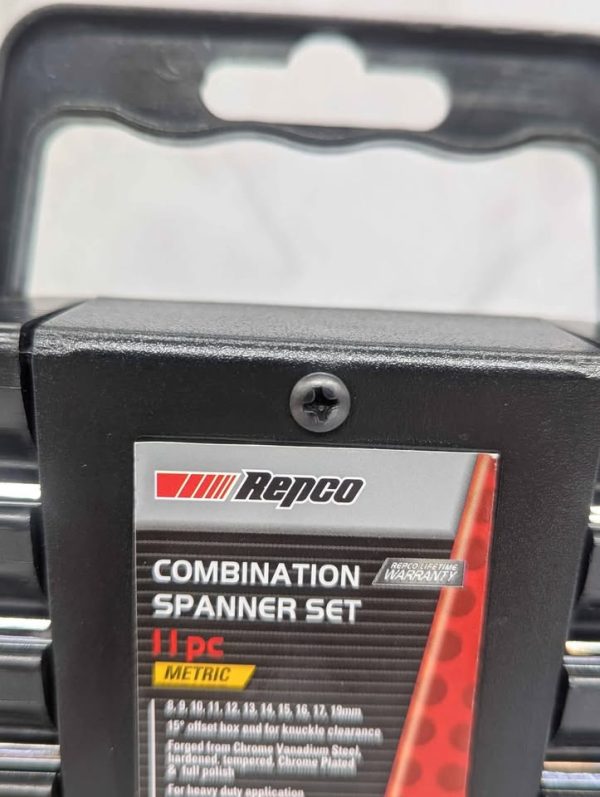 Repco
COMBINATION
SPANNER SET
REPCO LIFETIME
WARRANTY
11pc
METRIC
8, 9, 10, 11, 12, 13, 14, 15, 16, 17, 19mm
15° offset box end for knuckle clearance
Forged from Chrome Vanadium Steel,
hardened, tempered, Chrome Plated
& full polish
For heavy duty application